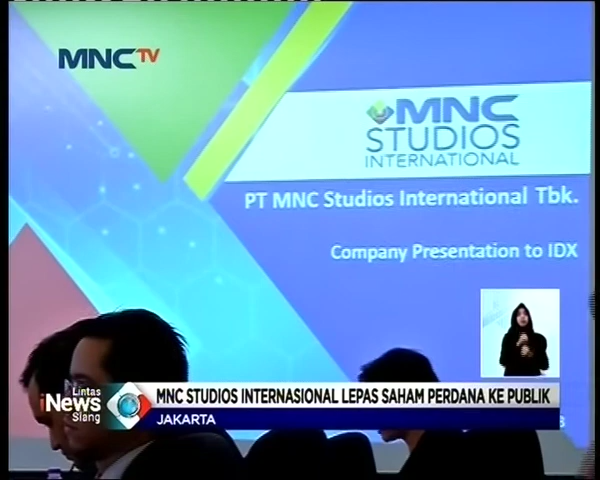 MNCTV
MNC
STUDIOS
INTERNATIONAL
PT MNC Studios International Tbk.
Company Presentation to IDX
Lintas
iNews
Siang
MNC STUDIOS INTERNASIONAL LEPAS SAHAM PERDANA KE PUBLIK
JAKARTA